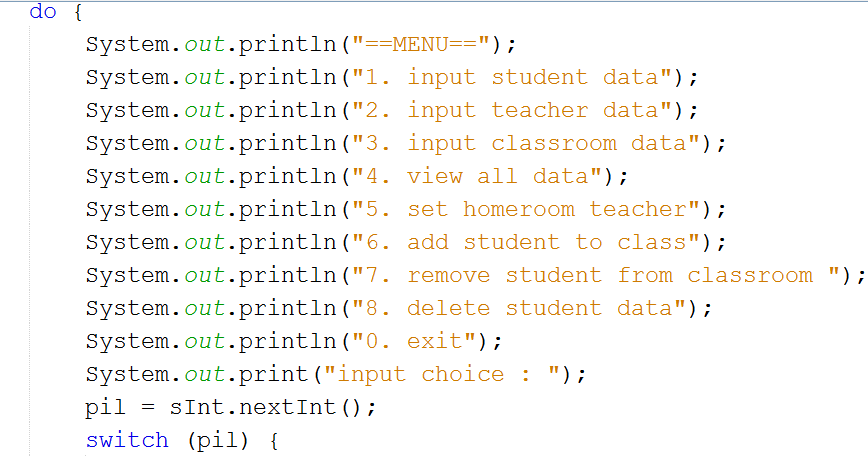 do {
System.out.println("==MENU==");
System.out.println("1. input student data");
System.out.println("2. input teacher data");
System.out.println("3. input classroom data");
System.out.println("4. view all data");
System.out.println("5. set homeroom teacher");
System.out.println("6. add student to class");
System.out.println("7. remove student from classroom ");
System.out.println("8. delete student data");
System.out.println("0. exit");
System.out.print("input choice : ");
pil = sInt.nextInt();
switch (pil) {